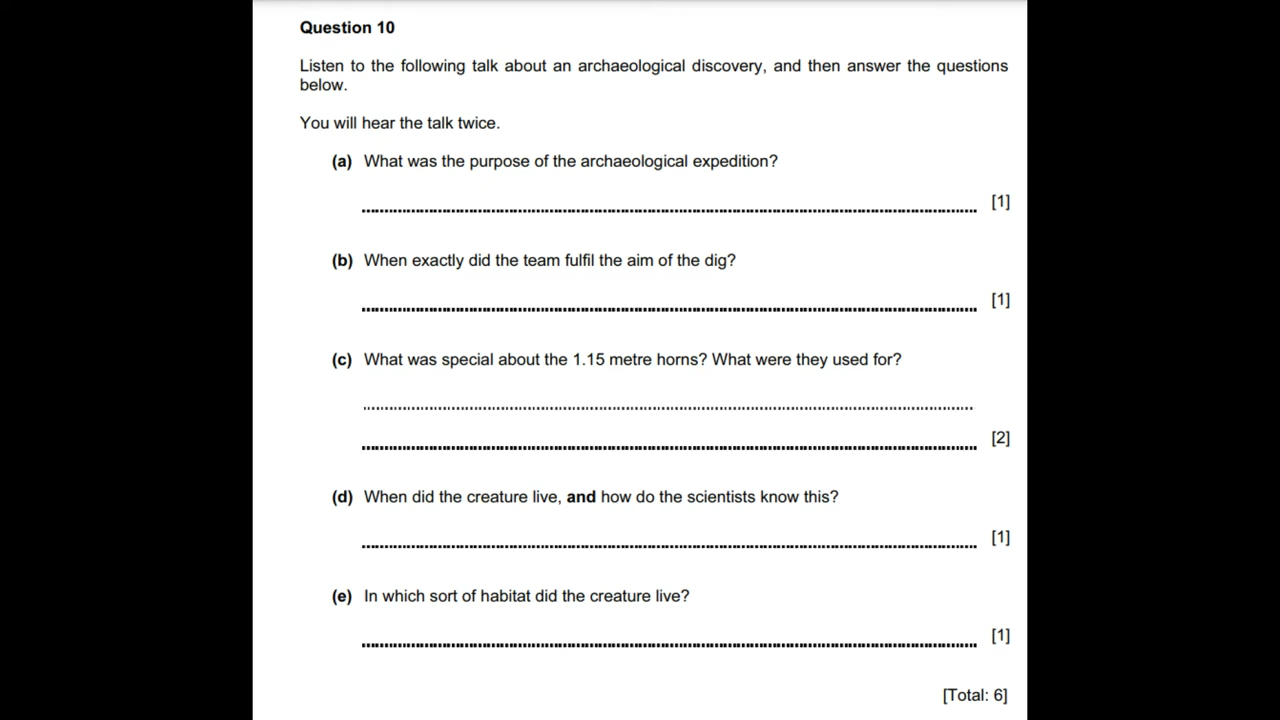 Question 10
Listen to the following talk about an archaeological discovery, and then answer the questions
below.
You will hear the talk twice.
(a) What was the purpose of the archaeological expedition?
[1]
(b) When exactly did the team fulfil the aim of the dig?
[1]
(c) What was special about the 1.15 metre horns? What were they used for?
[2]
(d) When did the creature live, and how do the scientists know this?
[1]
(e) In which sort of habitat did the creature live?
[1]
[Total: 6]